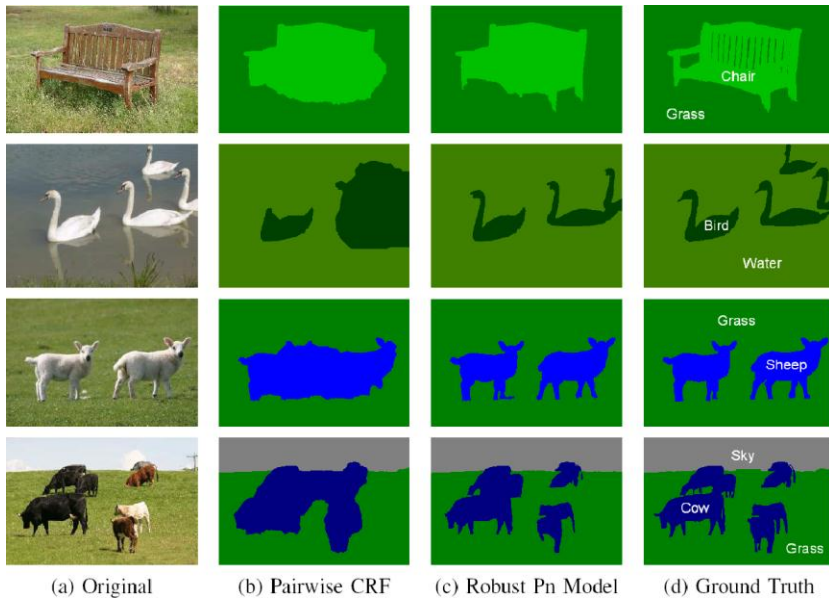 Chair
Grass
Bird
Water
Grass
Sheep
Sky
Cow
Grass
(a) Original (b) Pairwise CRF (c) Robust Pn Model (d) Ground Truth